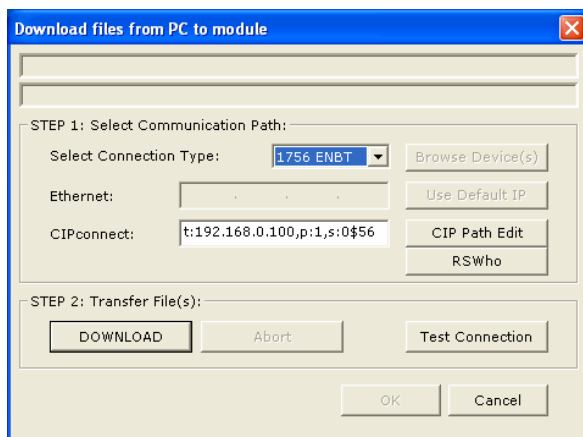 Download files from PC to module
STEP 1: Select Communication Path:
Select Connection Type: 1756 ENBT Browse Device(s)
Ethernet: . . . Use Default IP
CIPconnect: t:192.168.0.100,p:1,s:0$56 CIP Path Edit
RSWho
STEP 2: Transfer File(s):
DOWNLOAD Abort Test Connection
OK Cancel